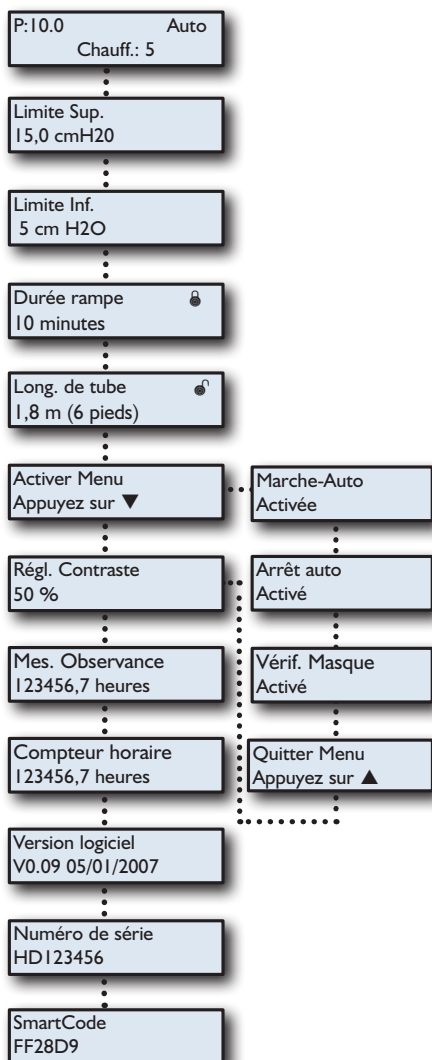 P:10.0 Auto
Chauff.: 5
Limite Sup.
15,0 cmH20
Limite Inf.
5 cm H2O
Durée rampe
10 minutes
Long. de tube
1,8 m (6 pieds)
Activer Menu
Appuyez sur ▼
Marche-Auto
Activée
Régl. Contraste
50 %
Arrêt auto
Activé
Mes. Observance
123456,7 heures
Vérif. Masque
Activé
Compteur horaire
123456,7 heures
Quitter Menu
Appuyez sur ▲
Version logiciel
V0.09 05/01/2007
Numéro de série
HD123456
SmartCode
FF28D9